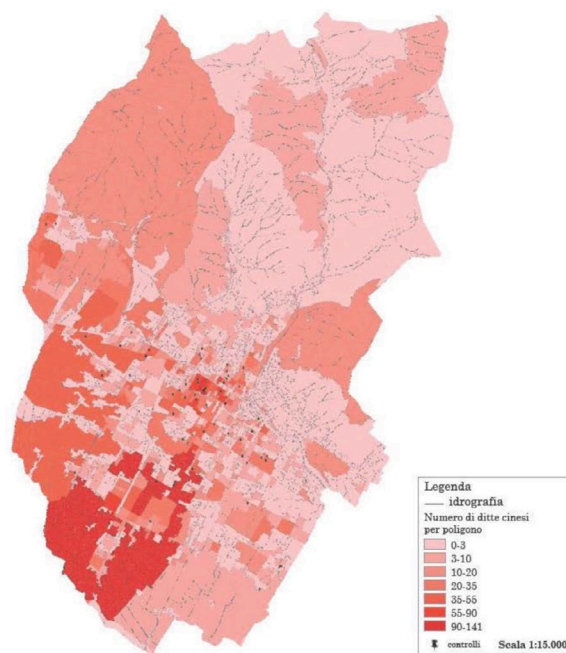 Legenda
idrografia
Numero di ditte cinesi
per poligono
0-3
3-10
10-20
20-35
35-55
55-90
90-141
controlli Scala 1:15.000